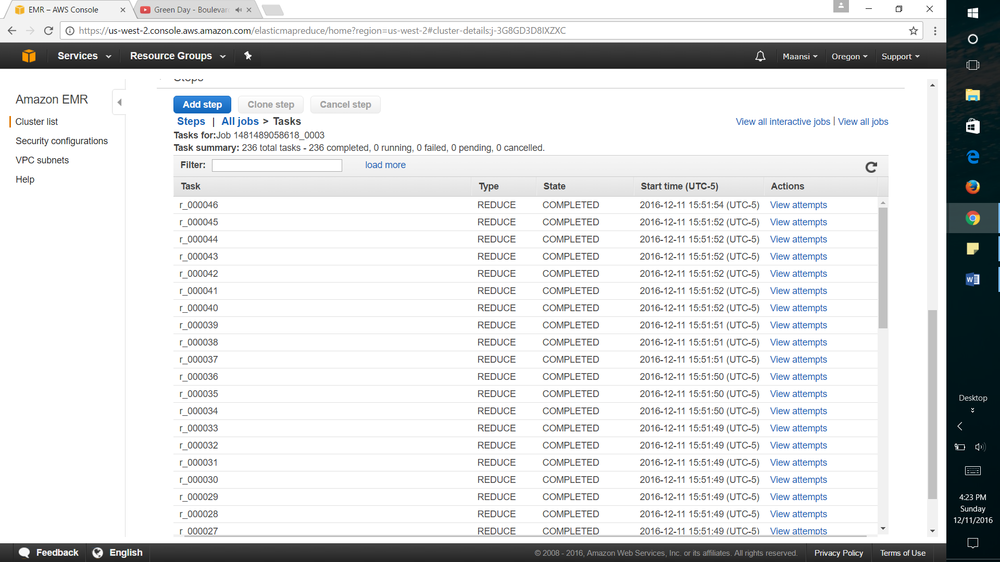 EMR – AWS Console
Green Day - Boulevar
https://us-west-2.console.aws.amazon.com/elasticmapreduce/home?region=us-west-2#cluster-details:j-3G8GD3D8IXZXC
Services Resource Groups Maansi Oregon Support
Amazon EMR
Cluster list
Security configurations
VPC subnets
Help
Steps
Add step Clone step Cancel step
Steps | All jobs > Tasks View all interactive jobs | View all jobs
Tasks for:Job 1481489058618_0003
Task summary: 236 total tasks - 236 completed, 0 running, 0 failed, 0 pending, 0 cancelled.
Filter: load more
Task Type State Start time (UTC-5) Actions
r_000046 REDUCE COMPLETED 2016-12-11 15:51:54 (UTC-5) View attempts
r_000045 REDUCE COMPLETED 2016-12-11 15:51:52 (UTC-5) View attempts
r_000044 REDUCE COMPLETED 2016-12-11 15:51:52 (UTC-5) View attempts
r_000043 REDUCE COMPLETED 2016-12-11 15:51:52 (UTC-5) View attempts
r_000042 REDUCE COMPLETED 2016-12-11 15:51:52 (UTC-5) View attempts
r_000041 REDUCE COMPLETED 2016-12-11 15:51:52 (UTC-5) View attempts
r_000040 REDUCE COMPLETED 2016-12-11 15:51:52 (UTC-5) View attempts
r_000039 REDUCE COMPLETED 2016-12-11 15:51:51 (UTC-5) View attempts
r_000038 REDUCE COMPLETED 2016-12-11 15:51:51 (UTC-5) View attempts
r_000037 REDUCE COMPLETED 2016-12-11 15:51:51 (UTC-5) View attempts
r_000036 REDUCE COMPLETED 2016-12-11 15:51:50 (UTC-5) View attempts
r_000035 REDUCE COMPLETED 2016-12-11 15:51:50 (UTC-5) View attempts
r_000034 REDUCE COMPLETED 2016-12-11 15:51:50 (UTC-5) View attempts
r_000033 REDUCE COMPLETED 2016-12-11 15:51:49 (UTC-5) View attempts
r_000032 REDUCE COMPLETED 2016-12-11 15:51:49 (UTC-5) View attempts
r_000031 REDUCE COMPLETED 2016-12-11 15:51:49 (UTC-5) View attempts
r_000030 REDUCE COMPLETED 2016-12-11 15:51:49 (UTC-5) View attempts
r_000029 REDUCE COMPLETED 2016-12-11 15:51:49 (UTC-5) View attempts
r_000028 REDUCE COMPLETED 2016-12-11 15:51:49 (UTC-5) View attempts
r_000027 REDUCE COMPLETED 2016-12-11 15:51:49 (UTC-5) View attempts
Feedback English © 2008 - 2016, Amazon Web Services, Inc. or its affiliates. All rights reserved. Privacy Policy Terms of Use
Desktop
4:23 PM
Sunday
12/11/2016